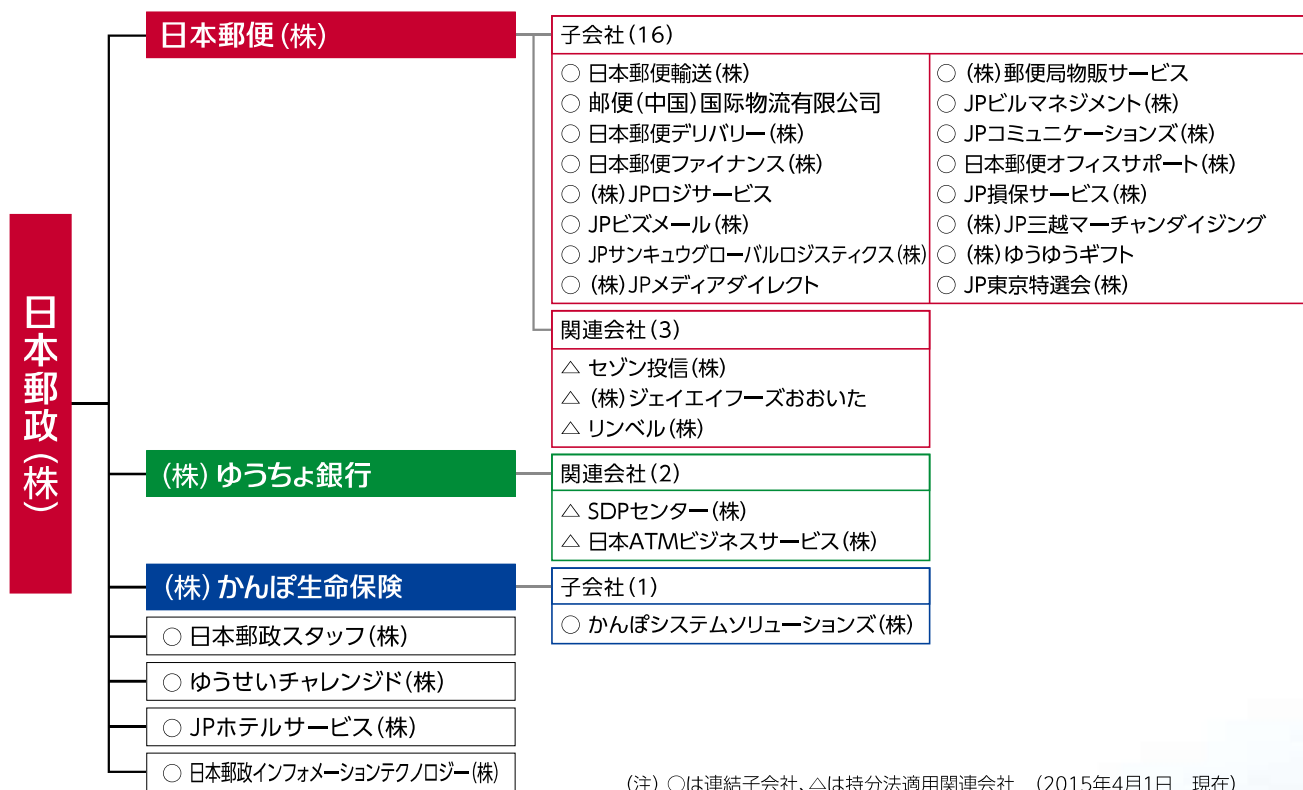 日本郵政(株)
日本郵便(株)
子会社(16)
○ 日本郵便輸送(株)
○ 邮便(中国)国际物流有限公司
○ 日本郵便デリバリー(株)
○ 日本郵便ファイナンス(株)
○ (株)JPロジサービス
○ JPビズメール(株)
○ JPサンキュウグローバルロジスティクス(株)
○ (株)JPメディアダイレクト
○ (株)郵便局物販サービス
○ JPビルマネジメント(株)
○ JPコミュニケーションズ(株)
○ 日本郵便オフィスサポート(株)
○ JP損保サービス(株)
○ (株)JP三越マーチャンダイジング
○ (株)ゆうゆうギフト
○ JP東京特選会(株)
関連会社(3)
△ セゾン投信(株)
△ (株)ジェイエイフーズおおいた
△ リンベル(株)
(株)ゆうちょ銀行
関連会社(2)
△ SDPセンター(株)
△ 日本ATMビジネスサービス(株)
(株)かんぽ生命保険
子会社(1)
○ かんぽシステムソリューションズ(株)
○ 日本郵政スタッフ(株)
○ ゆうせいチャレンジド(株)
○ JPホテルサービス(株)
○ 日本郵政インフォメーションテクノロジー(株)
(注) ○は連結子会社、△は持分法適用関連会社 (2015年4月1日 現在)